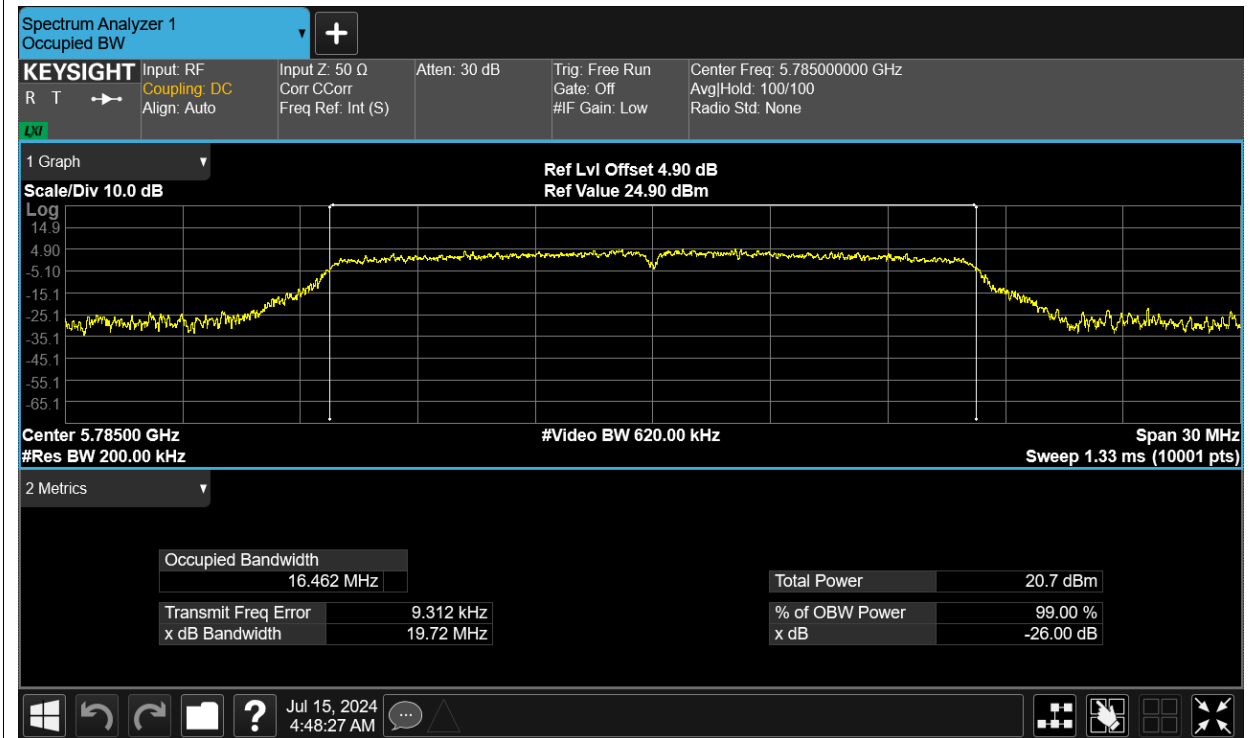 Spectrum Analyzer 1
Occupied BW
▼
+
KEYSIGHT
R T
LXI
Input: RF
Coupling: DC
Align: Auto
Input Z: 50 Ω
Corr CCorr
Freq Ref: Int (S)
Atten: 30 dB
Trig: Free Run
Gate: Off
#IF Gain: Low
Center Freq: 5.785000000 GHz
Avg|Hold: 100/100
Radio Std: None
1 Graph
Scale/Div 10.0 dB
Ref Lvl Offset 4.90 dB
Ref Value 24.90 dBm
Log
14.9
4.90
-5.10
-15.1
-25.1
-35.1
-45.1
-55.1
-65.1
Center 5.78500 GHz
#Res BW 200.00 kHz
#Video BW 620.00 kHz
Span 30 MHz
Sweep 1.33 ms (10001 pts)
2 Metrics
Occupied Bandwidth
16.462 MHz
Transmit Freq Error 9.312 kHz
x dB Bandwidth 19.72 MHz
Total Power 20.7 dBm
% of OBW Power 99.00 %
x dB -26.00 dB
?
Jul 15, 2024
4:48:27 AM